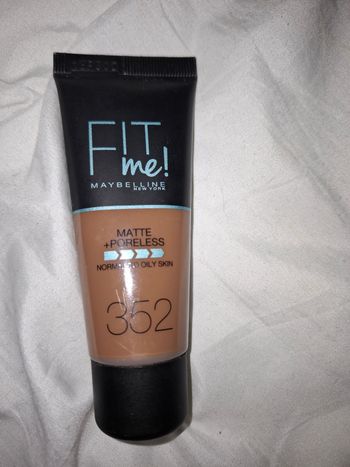 FIT
me!
MAYBELLINE
NEW YORK
MATTE
+PORELESS
NORMAL TO OILY SKIN
352